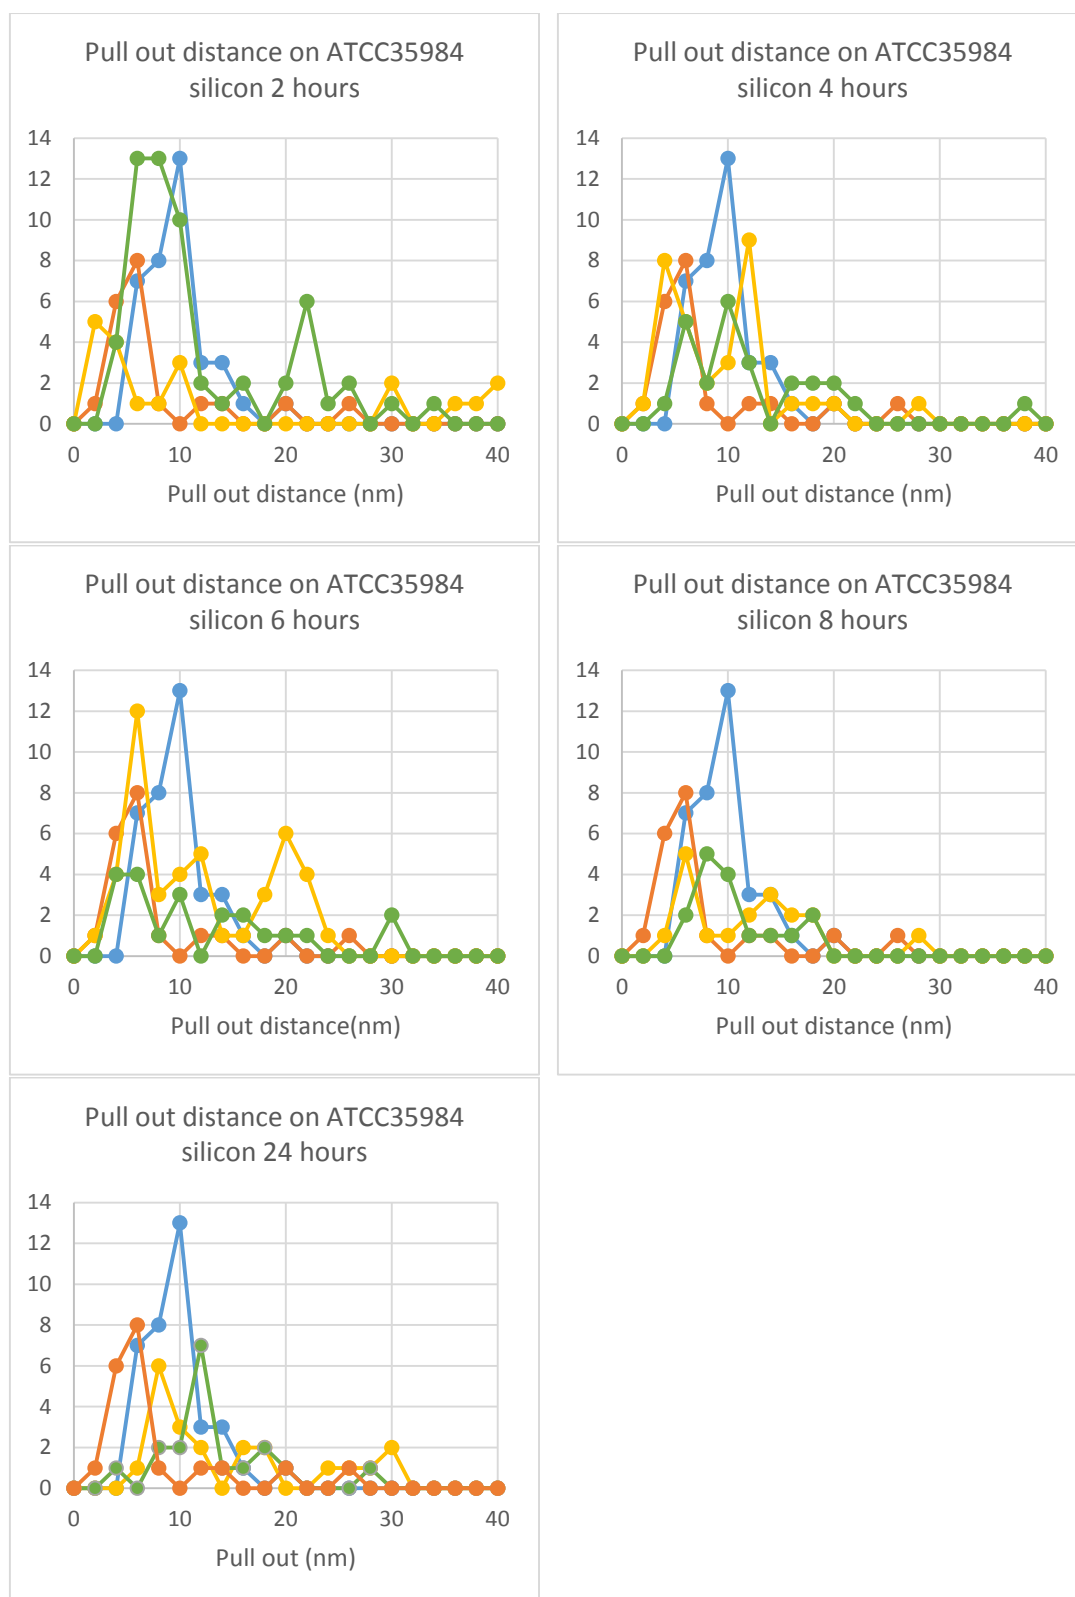 Pull out distance on ATCC35984
silicon 2 hours
14
12
10
8
6
4
2
0
0 10 20 30 40
Pull out distance (nm)
Pull out distance on ATCC35984
silicon 4 hours
14
12
10
8
6
4
2
0
0 10 20 30 40
Pull out distance (nm)
Pull out distance on ATCC35984
silicon 6 hours
14
12
10
8
6
4
2
0
0 10 20 30 40
Pull out distance(nm)
Pull out distance on ATCC35984
silicon 8 hours
14
12
10
8
6
4
2
0
0 10 20 30 40
Pull out distance (nm)
Pull out distance on ATCC35984
silicon 24 hours
14
12
10
8
6
4
2
0
0 10 20 30 40
Pull out (nm)